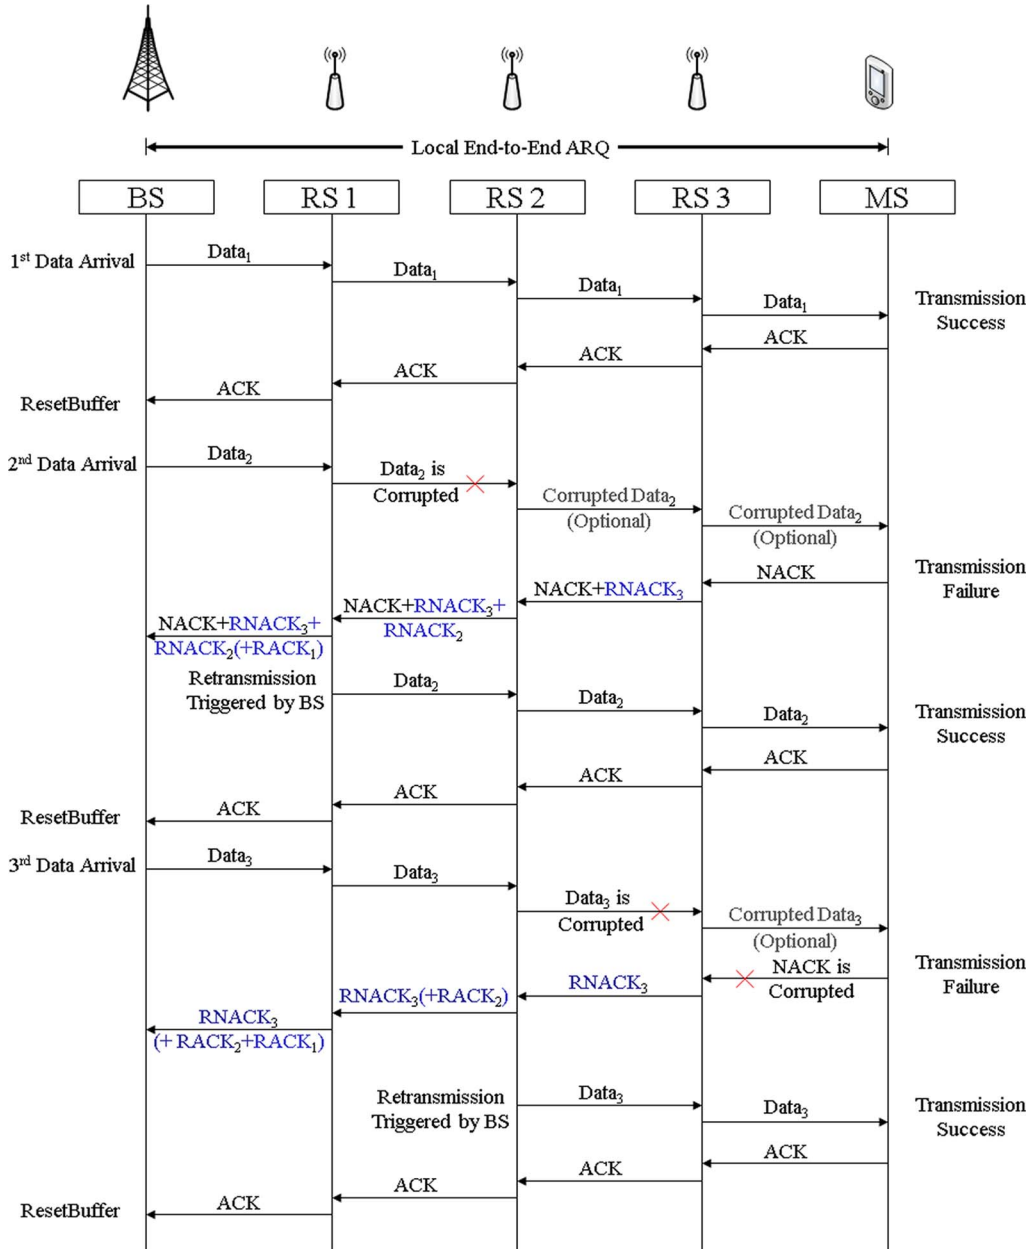 Local End-to-End ARQ
BS
RS 1
RS 2
RS 3
MS
1st Data Arrival
Data1
Data1
Data1
Data1
Transmission
Success
ACK
ACK
ACK
ACK
ResetBuffer
2nd Data Arrival
Data2
Data2 is
Corrupted
Corrupted Data2
(Optional)
Corrupted Data2
(Optional)
Transmission
Failure
NACK
NACK+RNACK3
NACK+RNACK3+
RNACK2
NACK+RNACK3+
RNACK2(+RACK1)
Retransmission
Triggered by BS
Data2
Data2
Data2
Transmission
Success
ACK
ACK
ACK
ACK
ResetBuffer
3rd Data Arrival
Data3
Data3
Data3 is
Corrupted
Corrupted Data3
(Optional)
NACK is
Corrupted
Transmission
Failure
RNACK3
RNACK3(+RACK2)
RNACK3
(+ RACK2+RACK1)
Retransmission
Triggered by BS
Data3
Data3
Transmission
Success
ACK
ACK
ACK
ACK
ResetBuffer